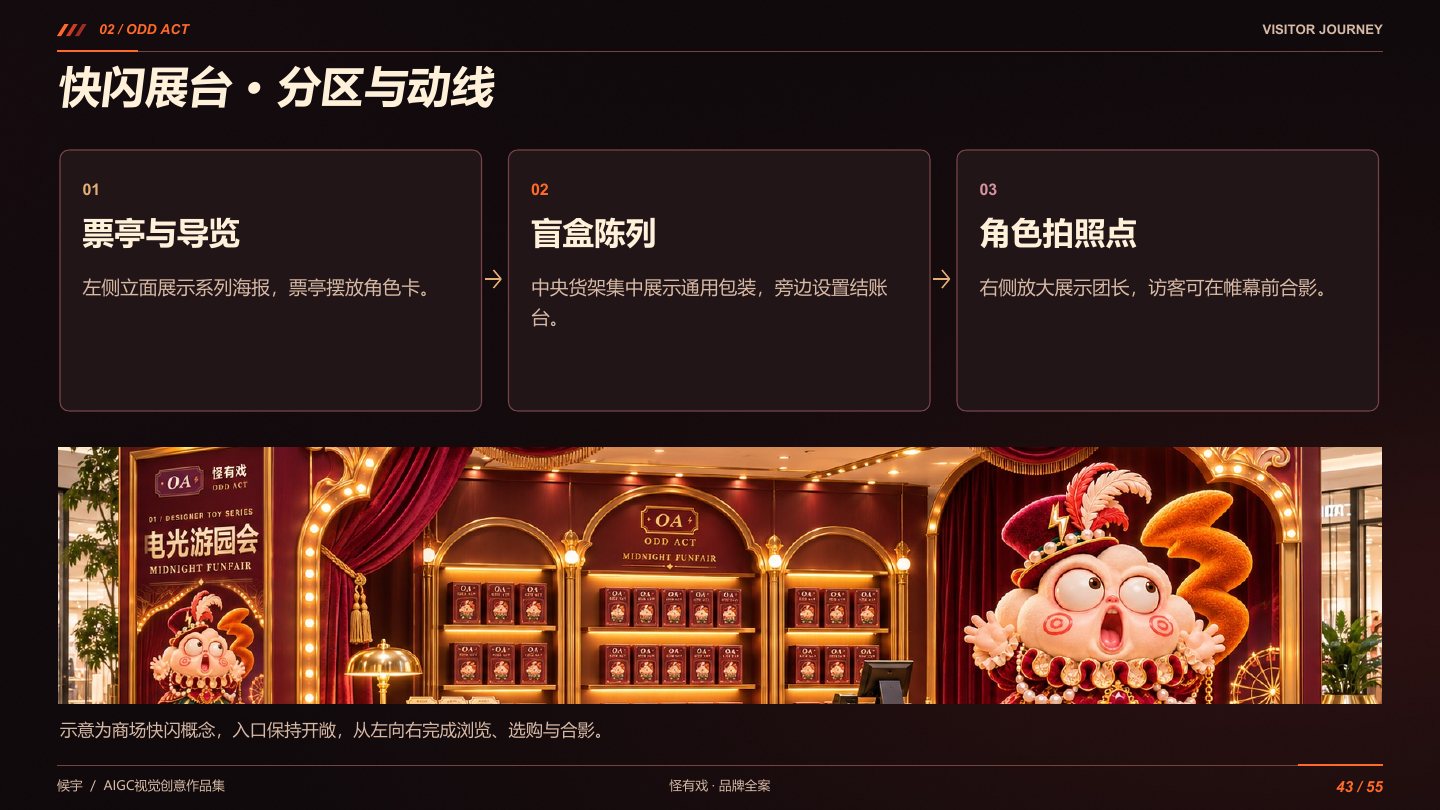 02 / ODD ACT
VISITOR JOURNEY
快闪展台 · 分区与动线
01
票亭与导览
左侧立面展示系列海报，票亭摆放角色卡。
02
盲盒陈列
中央货架集中展示通用包装，旁边设置结账
台。
03
角色拍照点
右侧放大展示团长，访客可在帷幕前合影。
OA
怪有戏
ODD ACT
01 / DESIGNER TOY SERIES
电光游园会
MIDNIGHT FUNFAIR
OA
ODD ACT
MIDNIGHT FUNFAIR
示意为商场快闪概念，入口保持开敞，从左向右完成浏览、选购与合影。
候宇 / AIGC视觉创意作品集
怪有戏 · 品牌全案
43 / 55